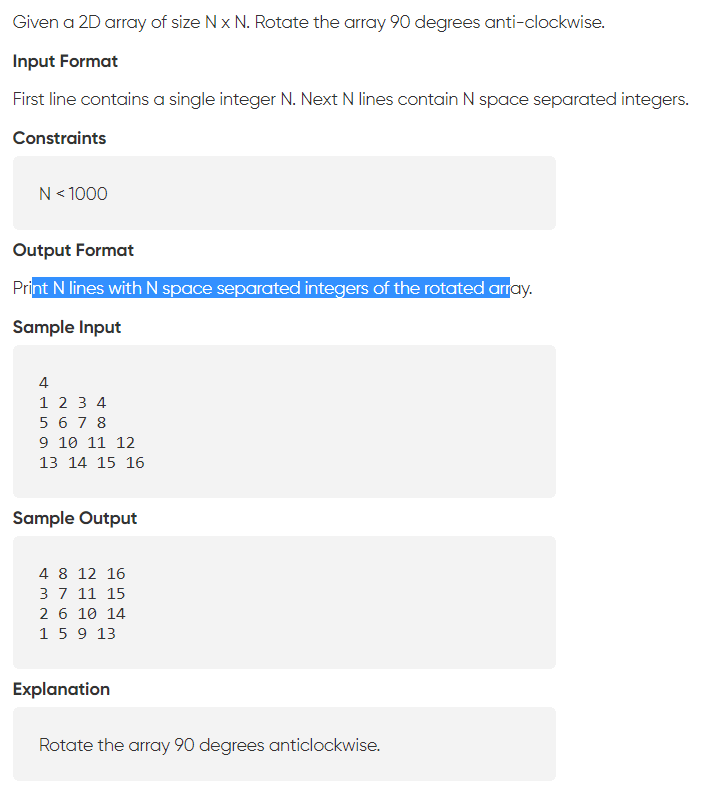 Given a 2D array of size N x N. Rotate the array 90 degrees anti-clockwise.
Input Format
First line contains a single integer N. Next N lines contain N space separated integers.
Constraints
N < 1000
Output Format
Print N lines with N space separated integers of the rotated array.
Sample Input
4
1 2 3 4
5 6 7 8
9 10 11 12
13 14 15 16
Sample Output
4 8 12 16
3 7 11 15
2 6 10 14
1 5 9 13
Explanation
Rotate the array 90 degrees anticlockwise.